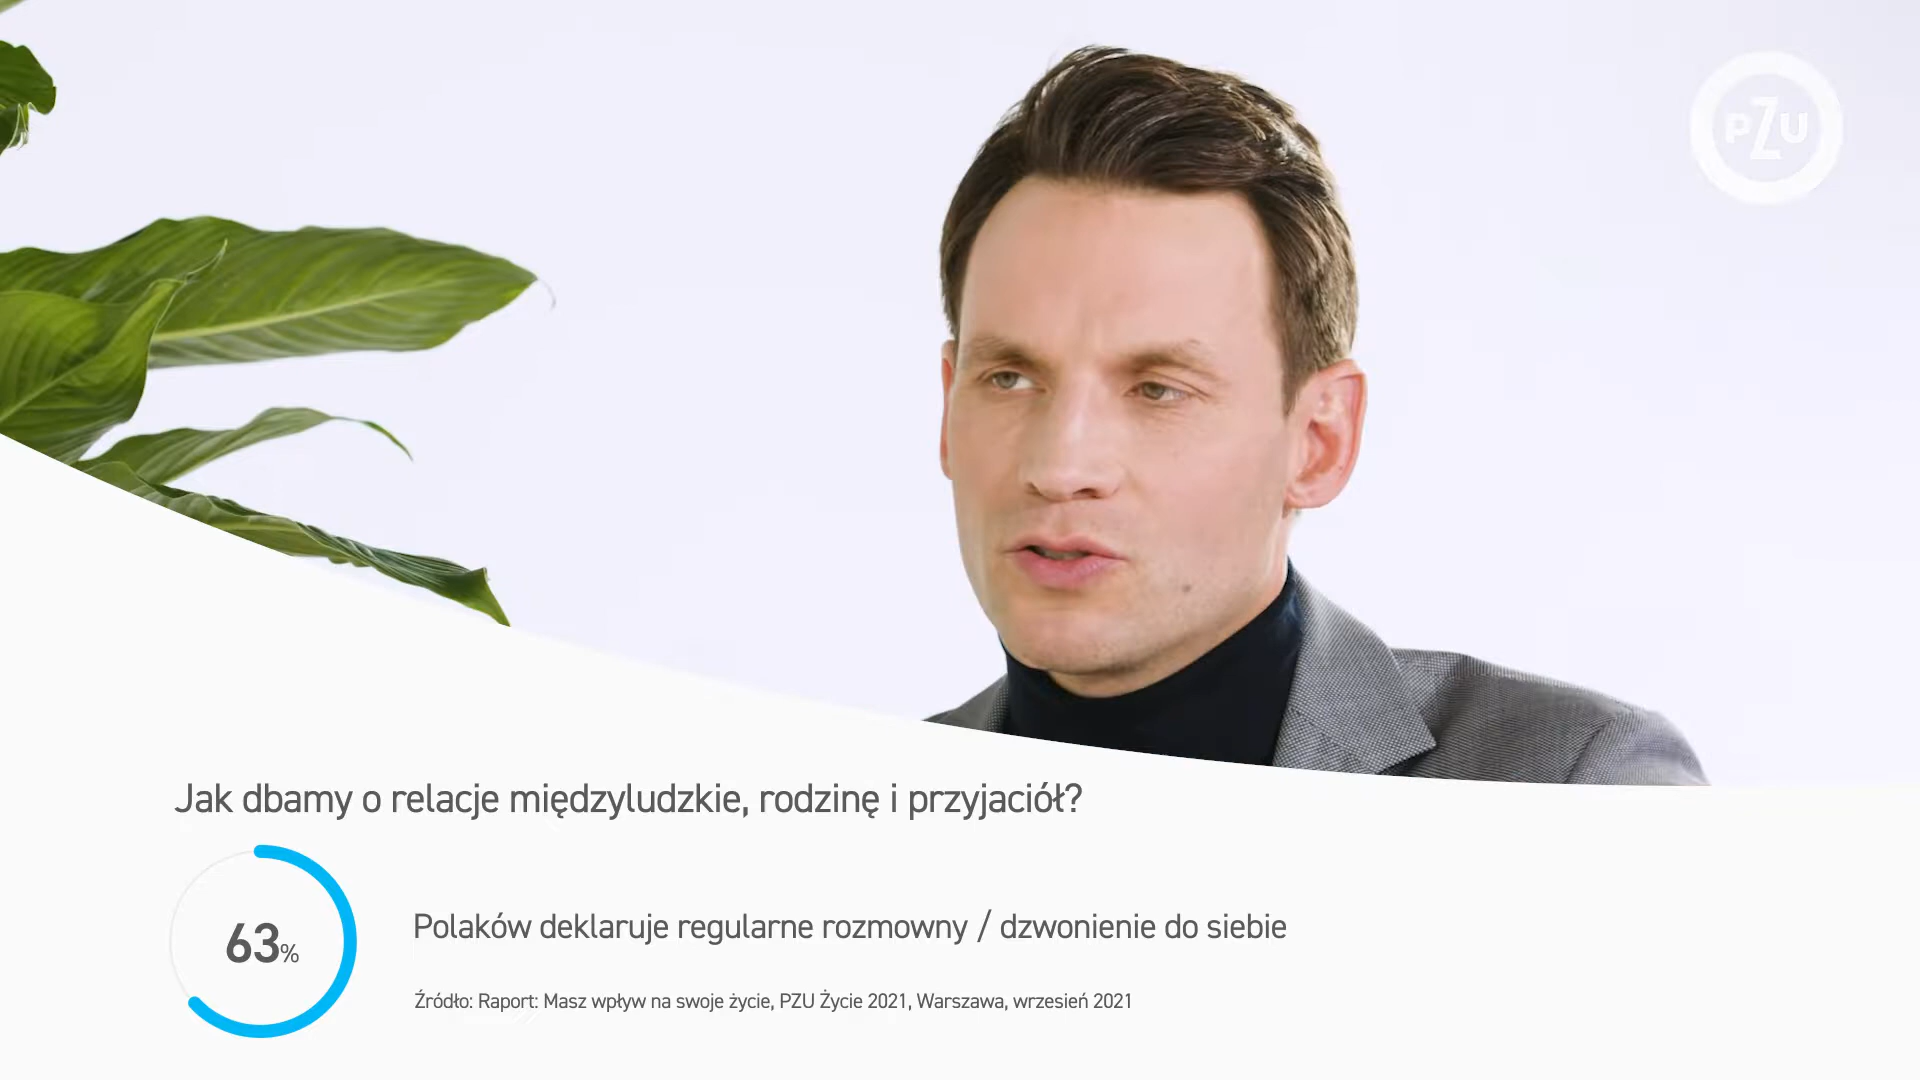 PZU
Jak dbamy o relacje międzyludzkie, rodzinę i przyjaciół?
63%
Polaków deklaruje regularne rozmowny / dzwonienie do siebie
Źródło: Raport: Masz wpływ na swoje życie, PZU Życie 2021, Warszawa, wrzesień 2021